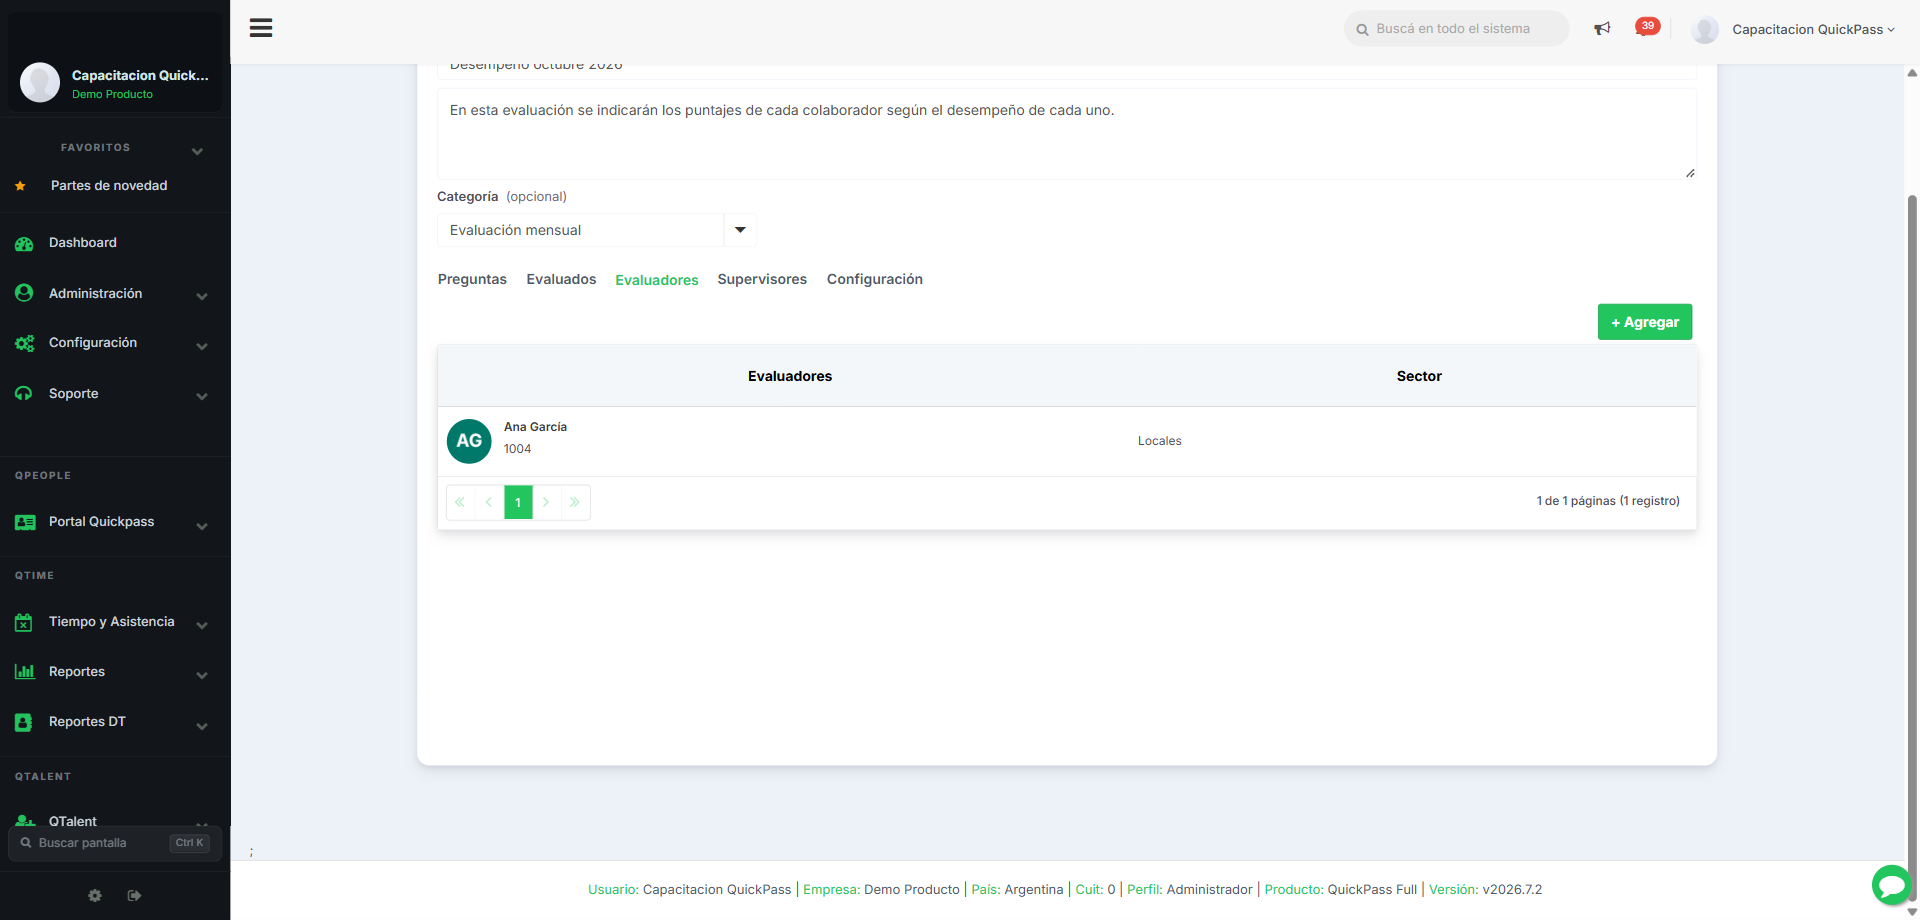 Capacitacion Quick...
Demo Producto
FAVORITOS
Partes de novedad
Dashboard
Administración
Configuración
Soporte
QPEOPLE
Portal Quickpass
QTIME
Tiempo y Asistencia
Reportes
Reportes DT
QTALENT
QTalent
Buscar pantalla Ctrl K
Buscá en todo el sistema
39
Capacitacion QuickPass
Desempeño octubre 2026
En esta evaluación se indicarán los puntajes de cada colaborador según el desempeño de cada uno.
Categoría (opcional)
Evaluación mensual
Preguntas Evaluados Evaluadores Supervisores Configuración
+ Agregar
Evaluadores Sector
AG
Ana García
1004
Locales
« ‹ 1 › »
1 de 1 páginas (1 registro)
;
Usuario: Capacitacion QuickPass | Empresa: Demo Producto | País: Argentina | Cuit: 0 | Perfil: Administrador | Producto: QuickPass Full | Versión: v2026.7.2